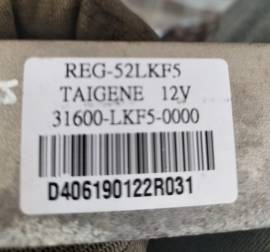 REG-52LKF5
TAIGENE 12V
31600-LKF5-0000
D406190122R031